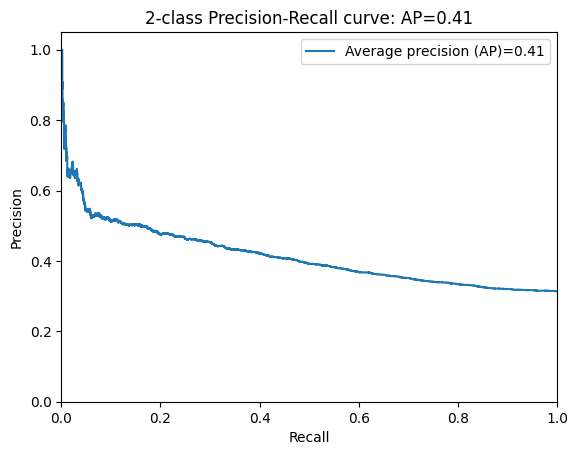 2-class Precision-Recall curve: AP=0.41
Average precision (AP)=0.41
1.0
0.8
0.6
0.4
0.2
0.0
Precision
0.0 0.2 0.4 0.6 0.8 1.0
Recall